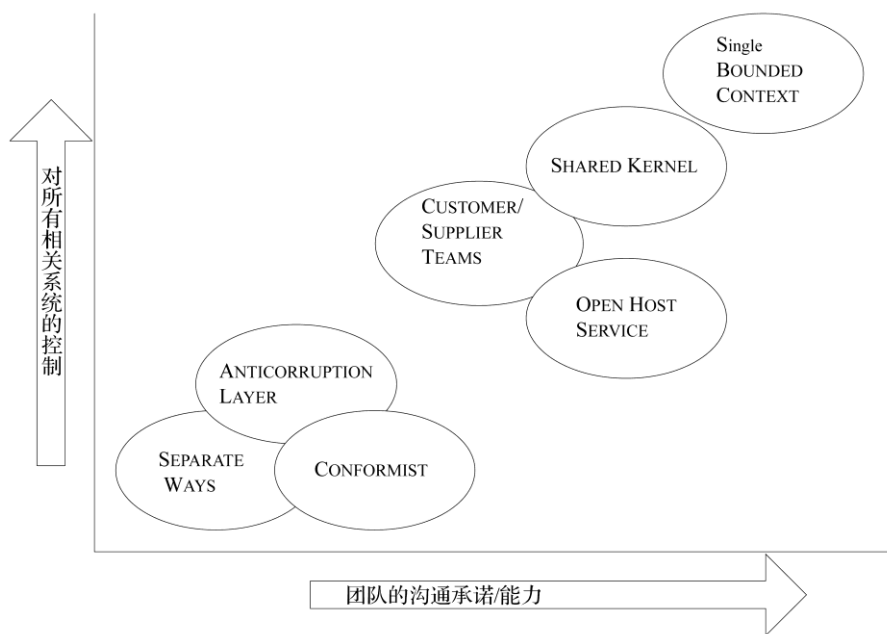 Single
BOUNDED
CONTEXT
SHARED KERNEL
CUSTOMER/
SUPPLIER
TEAMS
OPEN HOST
SERVICE
ANTICORRUPTION
LAYER
SEPARATE
WAYS
CONFORMIST
对所有相关系统的控制
团队的沟通承诺/能力